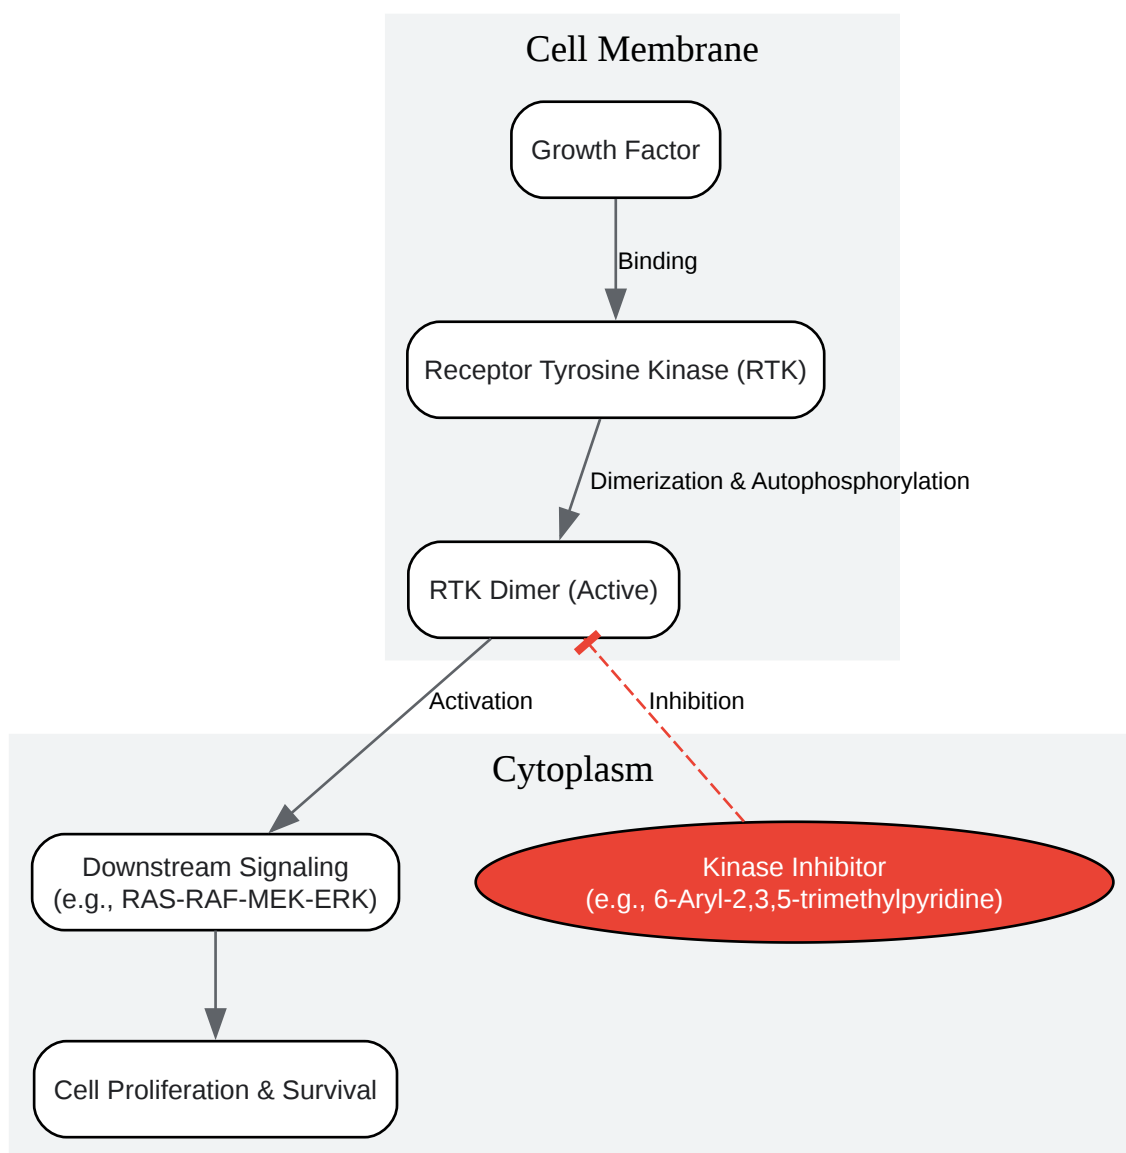 Cell Membrane
Growth Factor
Binding
Receptor Tyrosine Kinase (RTK)
Dimerization & Autophosphorylation
RTK Dimer (Active)
Activation
Inhibition
Cytoplasm
Downstream Signaling
(e.g., RAS-RAF-MEK-ERK)
Kinase Inhibitor
(e.g., 6-Aryl-2,3,5-trimethylpyridine)
Cell Proliferation & Survival